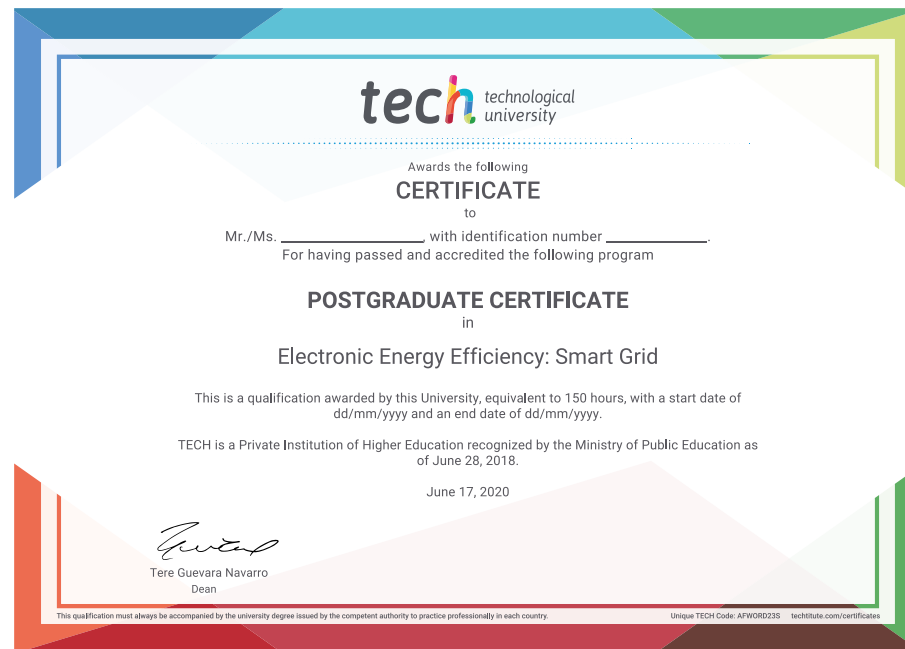 tech technological
university
Awards the following
CERTIFICATE
to
Mr./Ms. ____________, with identification number ____________.
For having passed and accredited the following program
POSTGRADUATE CERTIFICATE
in
Electronic Energy Efficiency: Smart Grid
This is a qualification awarded by this University, equivalent to 150 hours, with a start date of
dd/mm/yyyy and an end date of dd/mm/yyyy.
TECH is a Private Institution of Higher Education recognized by the Ministry of Public Education as
of June 28, 2018.
June 17, 2020
Tere Guevara Navarro
Dean
This qualification must always be accompanied by the university degree issued by the competent authority to practice professionally in each country. Unique TECH Code: AFWORD23S techtitute.com/certificates